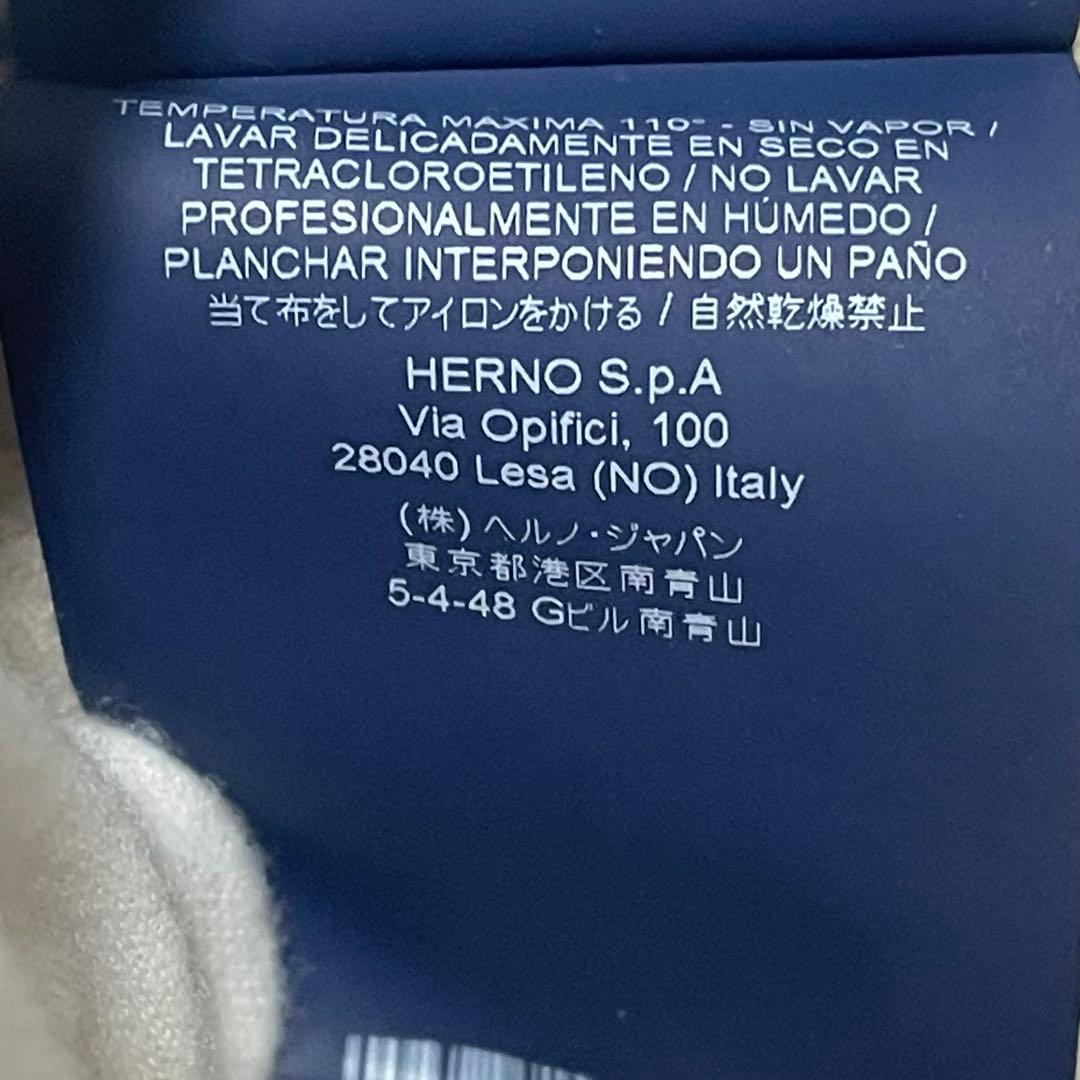 TEMPERATURA MAXIMA 110° - SIN VAPOR /
LAVAR DELICADAMENTE EN SECO EN
TETRACLOROETILENO / NO LAVAR
PROFESIONALMENTE EN HÚMEDO /
PLANCHAR INTERPONIENDO UN PAÑO
当て布をしてアイロンをかける / 自然乾燥禁止
HERNO S.p.A
Via Opifici, 100
28040 Lesa (NO) Italy
(株) ヘルノ・ジャパン
東京都港区南青山
5-4-48 Gビル南青山